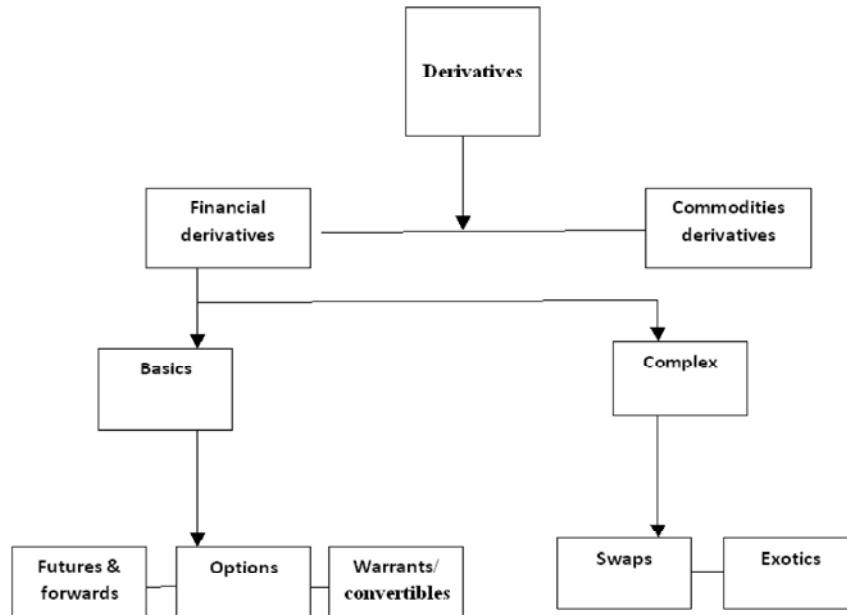 Derivatives
Financial
derivatives
Commodities
derivatives
Basics
Complex
Futures &
forwards
Options
Warrants/
convertibles
Swaps
Exotics